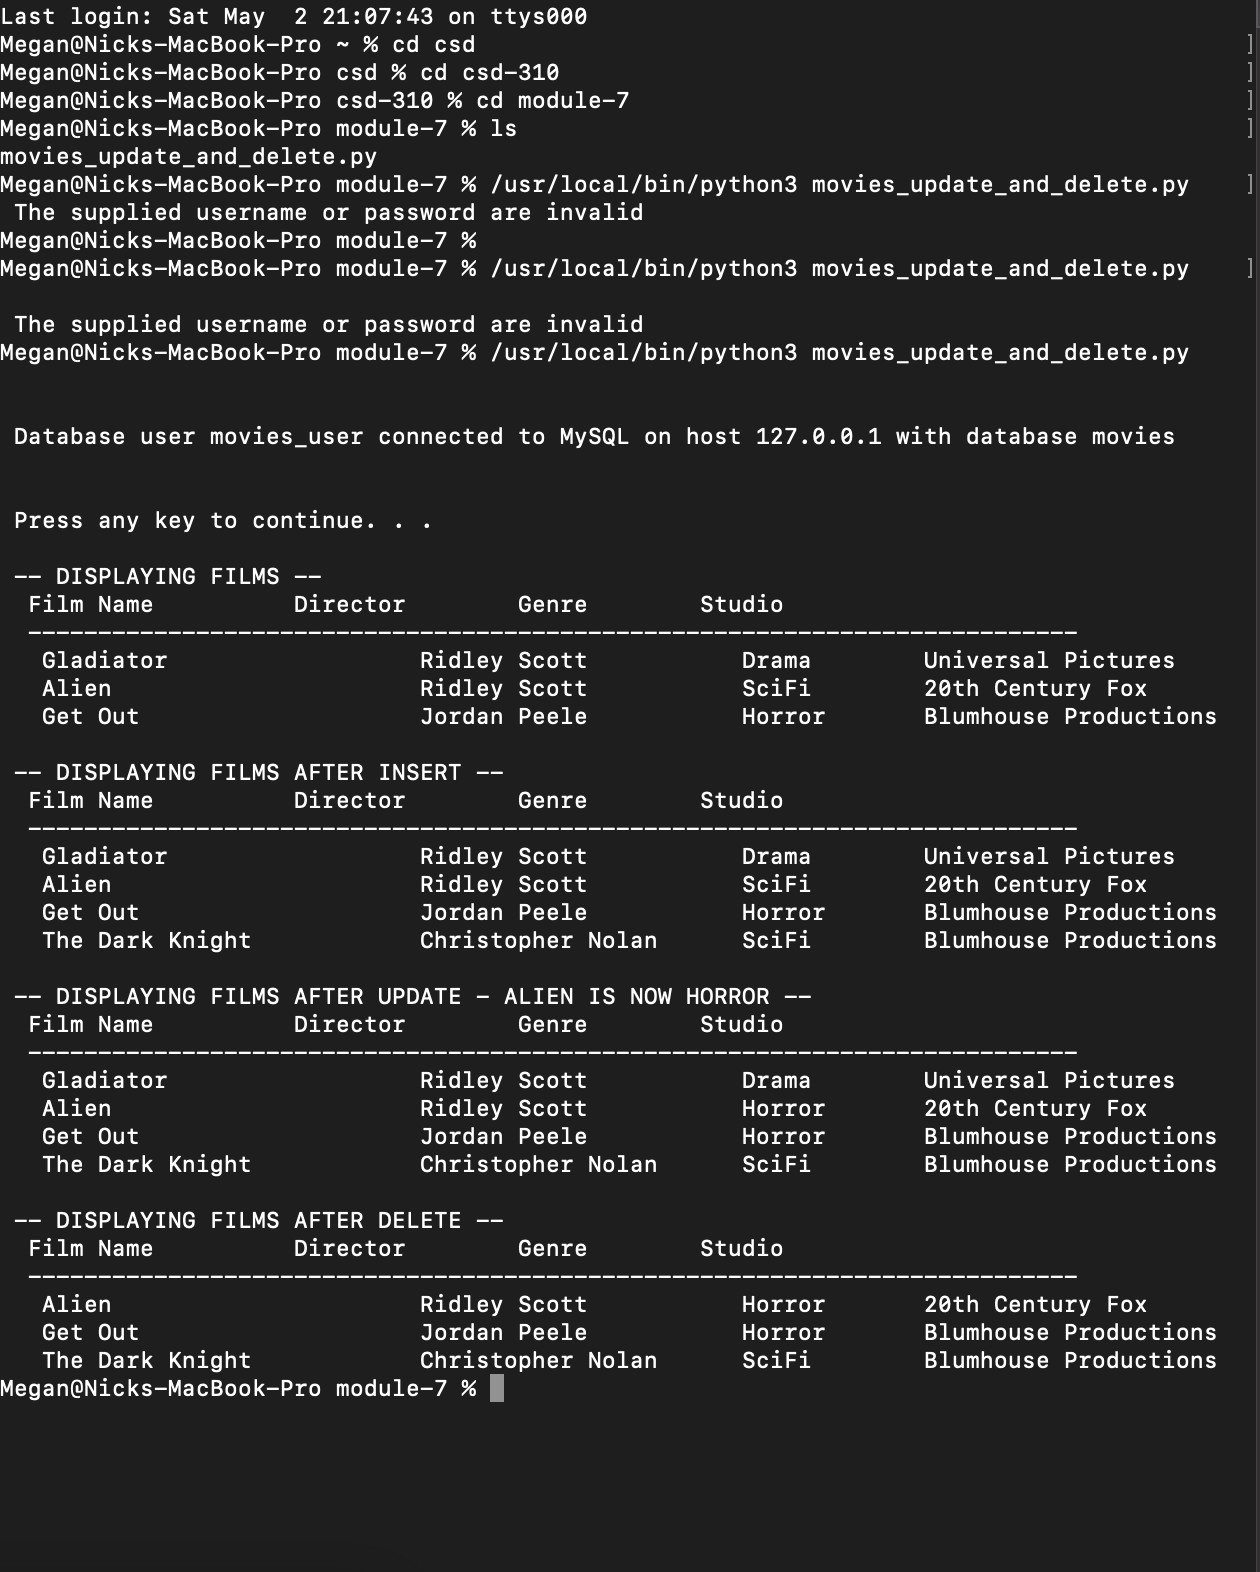 Last login: Sat May  2 21:07:43 on ttys000
Megan@Nicks-MacBook-Pro ~ % cd csd ]
Megan@Nicks-MacBook-Pro csd % cd csd-310 ]
Megan@Nicks-MacBook-Pro csd-310 % cd module-7 ]
Megan@Nicks-MacBook-Pro module-7 % ls ]
movies_update_and_delete.py
Megan@Nicks-MacBook-Pro module-7 % /usr/local/bin/python3 movies_update_and_delete.py ]
 The supplied username or password are invalid
Megan@Nicks-MacBook-Pro module-7 %
Megan@Nicks-MacBook-Pro module-7 % /usr/local/bin/python3 movies_update_and_delete.py ]
 The supplied username or password are invalid
Megan@Nicks-MacBook-Pro module-7 % /usr/local/bin/python3 movies_update_and_delete.py
 Database user movies_user connected to MySQL on host 127.0.0.1 with database movies
 Press any key to continue. . .
 -- DISPLAYING FILMS --
  Film Name          Director        Genre        Studio
  ---------------------------------------------------------------------------
   Gladiator                  Ridley Scott           Drama        Universal Pictures
   Alien                      Ridley Scott           SciFi        20th Century Fox
   Get Out                    Jordan Peele           Horror       Blumhouse Productions
 -- DISPLAYING FILMS AFTER INSERT --
  Film Name          Director        Genre        Studio
  ---------------------------------------------------------------------------
   Gladiator                  Ridley Scott           Drama        Universal Pictures
   Alien                      Ridley Scott           SciFi        20th Century Fox
   Get Out                    Jordan Peele           Horror       Blumhouse Productions
   The Dark Knight            Christopher Nolan      SciFi        Blumhouse Productions
 -- DISPLAYING FILMS AFTER UPDATE - ALIEN IS NOW HORROR --
  Film Name          Director        Genre        Studio
  ---------------------------------------------------------------------------
   Gladiator                  Ridley Scott           Drama        Universal Pictures
   Alien                      Ridley Scott           Horror       20th Century Fox
   Get Out                    Jordan Peele           Horror       Blumhouse Productions
   The Dark Knight            Christopher Nolan      SciFi        Blumhouse Productions
 -- DISPLAYING FILMS AFTER DELETE --
  Film Name          Director        Genre        Studio
  ---------------------------------------------------------------------------
   Alien                      Ridley Scott           Horror       20th Century Fox
   Get Out                    Jordan Peele           Horror       Blumhouse Productions
   The Dark Knight            Christopher Nolan      SciFi        Blumhouse Productions
Megan@Nicks-MacBook-Pro module-7 %